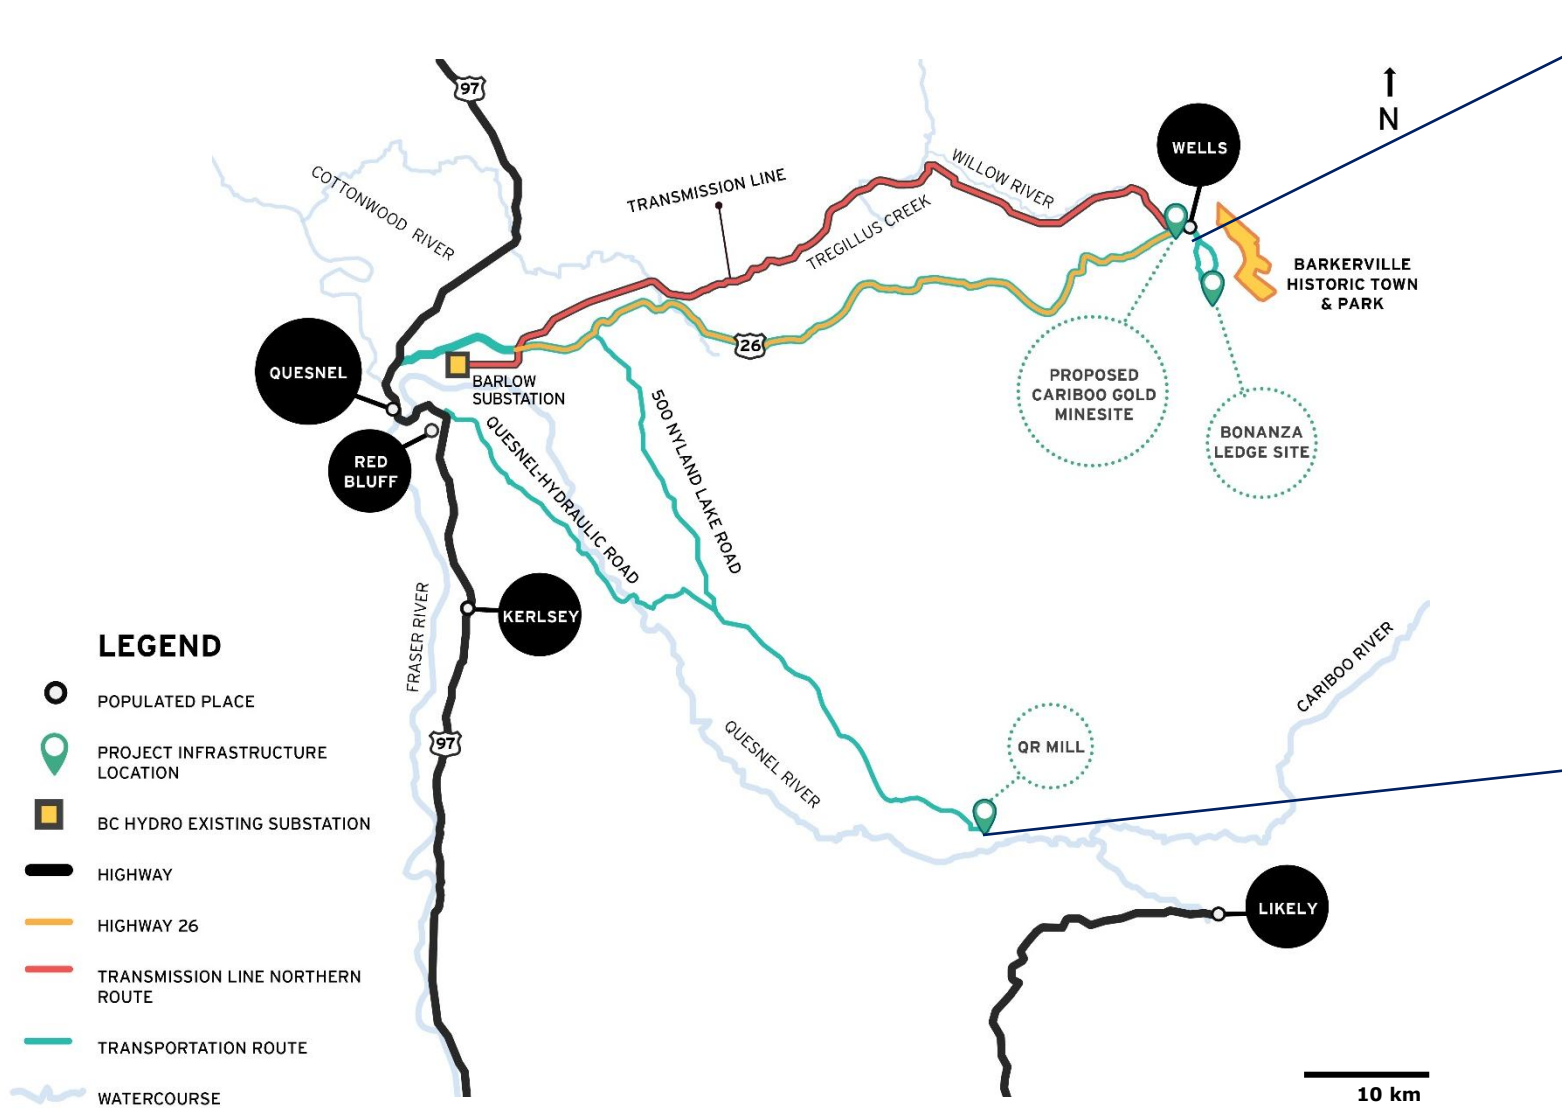 97
N
WELLS
COTTONWOOD RIVER
TRANSMISSION LINE
WILLOW RIVER
TREGILLUS CREEK
BARKERVILLE
HISTORIC TOWN
& PARK
26
QUESNEL
BARLOW
SUBSTATION
PROPOSED
CARIBOO GOLD
MINESITE
BONANZA
LEDGE SITE
RED
BLUFF
QUESNEL-HYDRAULIC ROAD
500 NYLAND LAKE ROAD
FRASER RIVER
KERLSEY
CARIBOO RIVER
97
QUESNEL RIVER
QR MILL
LIKELY
LEGEND
POPULATED PLACE
PROJECT INFRASTRUCTURE
LOCATION
BC HYDRO EXISTING SUBSTATION
HIGHWAY
HIGHWAY 26
TRANSMISSION LINE NORTHERN
ROUTE
TRANSPORTATION ROUTE
WATERCOURSE
10 km